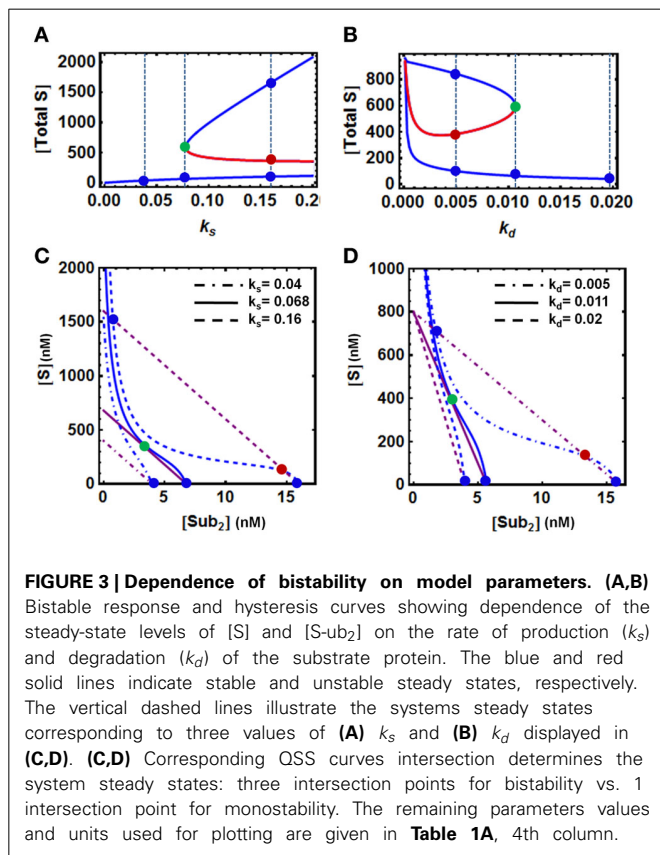 A
B
[Total S]
2000
1500
1000
500
0
0.00 0.05 0.10 0.15 0.20
ks
[Total S]
800
600
400
200
0
0.000 0.005 0.010 0.015 0.020
kd
C
D
[S] (nM)
2000
1500
1000
500
0
0 5 10 15
[Sub2] (nM)
ks= 0.04
ks= 0.068
ks= 0.16
[S] (nM)
1000
800
600
400
200
0
0 5 10 15
[Sub2] (nM)
kd= 0.005
kd= 0.011
kd= 0.02
FIGURE 3 | Dependence of bistability on model parameters. (A,B)
Bistable response and hysteresis curves showing dependence of the
steady-state levels of [S] and [S-ub2] on the rate of production (ks)
and degradation (kd) of the substrate protein. The blue and red
solid lines indicate stable and unstable steady states, respectively.
The vertical dashed lines illustrate the systems steady states
corresponding to three values of (A) ks and (B) kd displayed in
(C,D). (C,D) Corresponding QSS curves intersection determines the
system steady states: three intersection points for bistability vs. 1
intersection point for monostability. The remaining parameters values
and units used for plotting are given in Table 1A, 4th column.